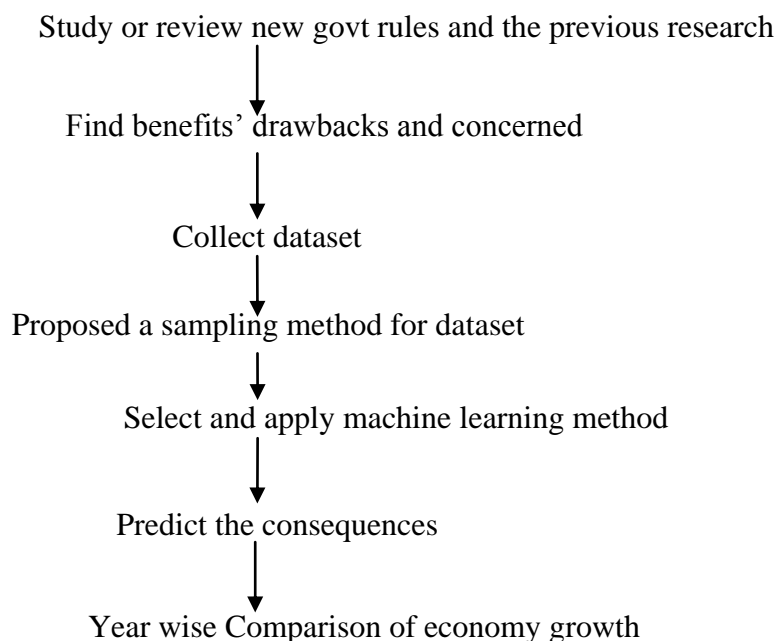 Study or review new govt rules and the previous research
Find benefits’ drawbacks and concerned
Collect dataset
Proposed a sampling method for dataset
Select and apply machine learning method
Predict the consequences
Year wise Comparison of economy growth